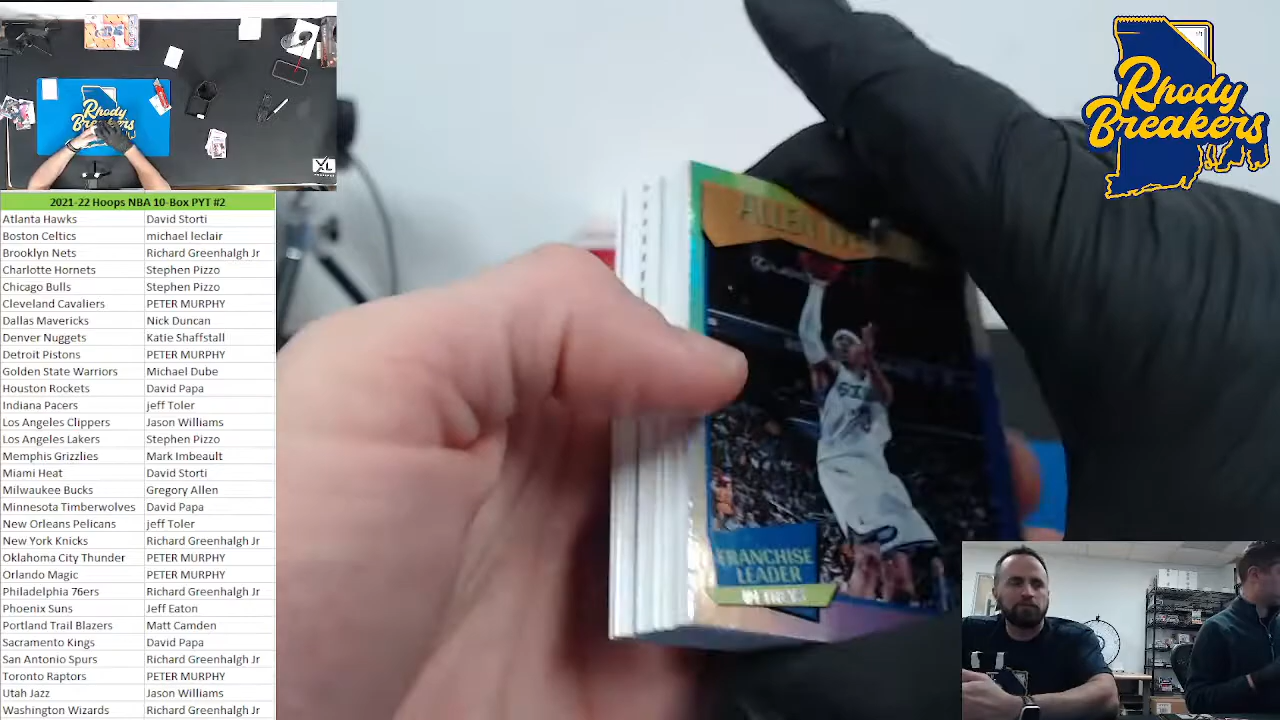 2021-22 Hoops NBA 10-Box PYT #2
Atlanta Hawks David Storti
Boston Celtics michael leclair
Brooklyn Nets Richard Greenhalgh Jr
Charlotte Hornets Stephen Pizzo
Chicago Bulls Stephen Pizzo
Cleveland Cavaliers PETER MURPHY
Dallas Mavericks Nick Duncan
Denver Nuggets Katie Shaffstall
Detroit Pistons PETER MURPHY
Golden State Warriors Michael Dube
Houston Rockets David Papa
Indiana Pacers jeff Toler
Los Angeles Clippers Jason Williams
Los Angeles Lakers Stephen Pizzo
Memphis Grizzlies Mark Imbeault
Miami Heat David Storti
Milwaukee Bucks Gregory Allen
Minnesota Timberwolves David Papa
New Orleans Pelicans jeff Toler
New York Knicks Richard Greenhalgh Jr
Oklahoma City Thunder PETER MURPHY
Orlando Magic PETER MURPHY
Philadelphia 76ers Richard Greenhalgh Jr
Phoenix Suns Jeff Eaton
Portland Trail Blazers Matt Camden
Sacramento Kings David Papa
San Antonio Spurs Richard Greenhalgh Jr
Toronto Raptors PETER MURPHY
Utah Jazz Jason Williams
Washington Wizards Richard Greenhalgh Jr
Rhody
Breakers
XL
ALLEN
FRANCHISE
LEADER
Rhody
Breakers